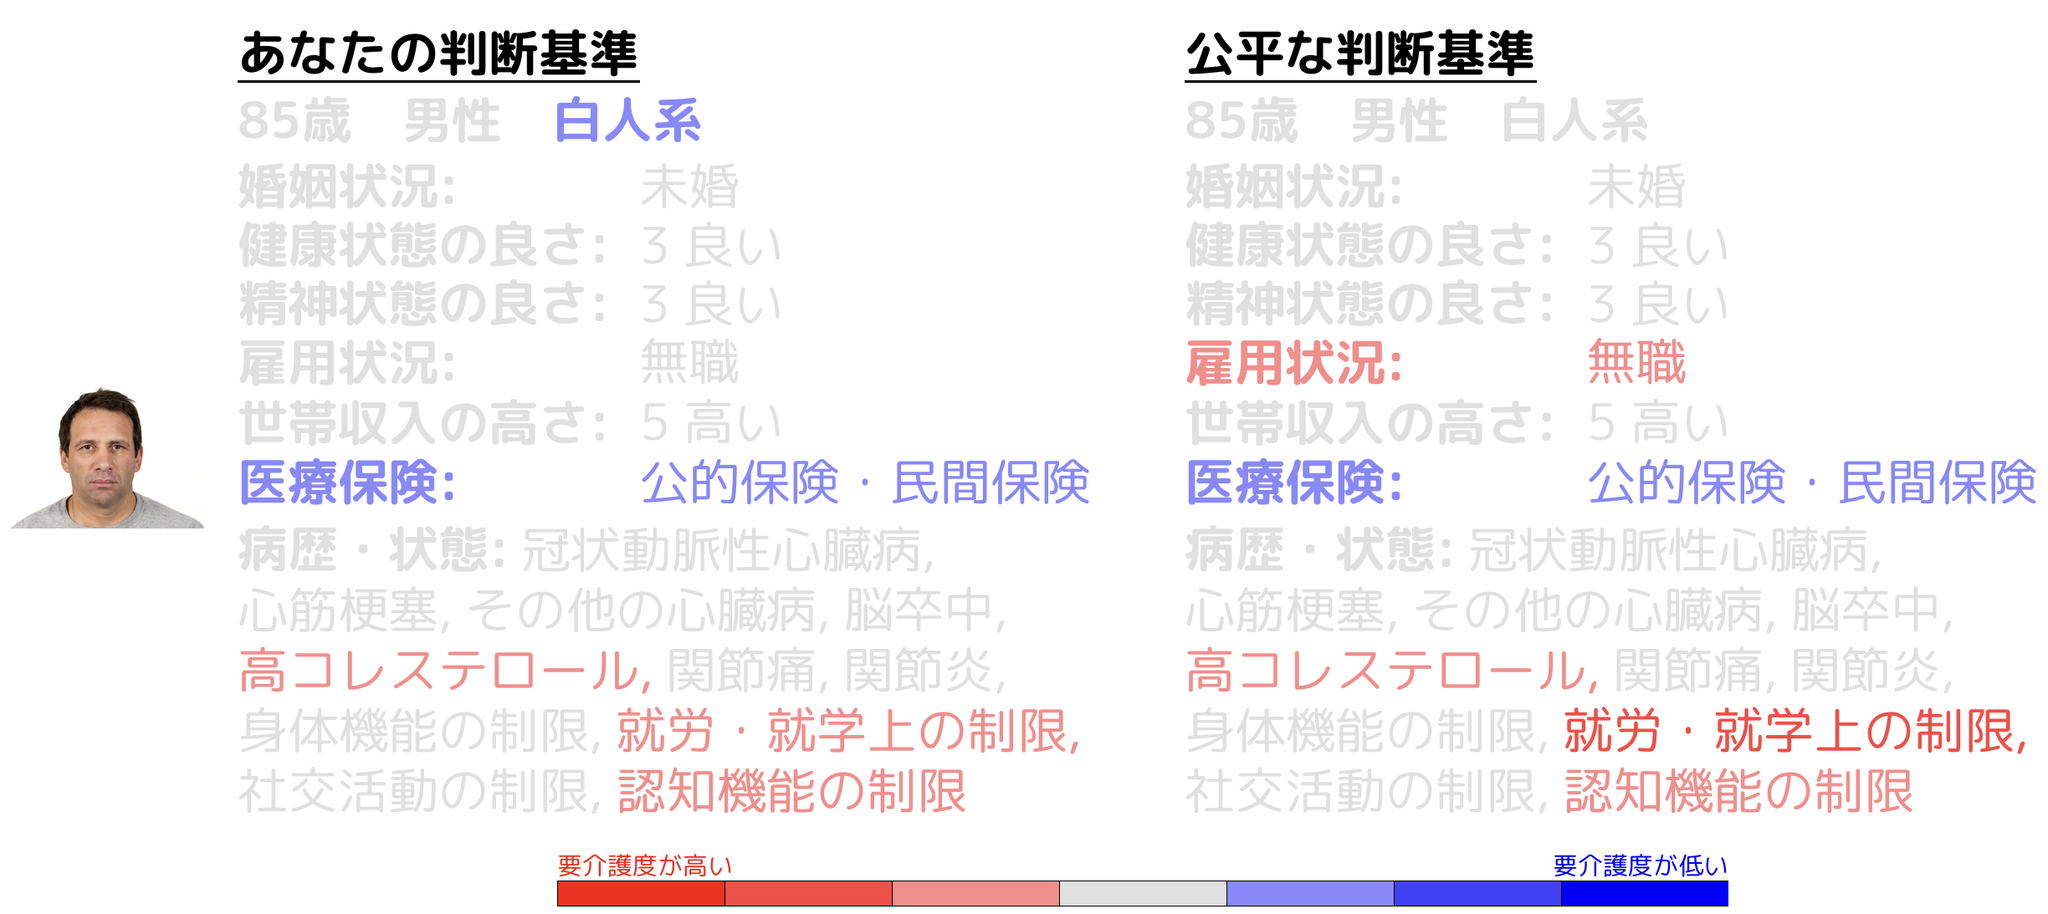 あなたの判断基準
85歳 男性 白人系
婚姻状況: 未婚
健康状態の良さ: 3 良い
精神状態の良さ: 3 良い
雇用状況: 無職
世帯収入の高さ: 5 高い
医療保険: 公的保険・民間保険
病歴・状態: 冠状動脈性心臓病,
心筋梗塞, その他の心臓病, 脳卒中,
高コレステロール, 関節痛, 関節炎,
身体機能の制限, 就労・就学上の制限,
社交活動の制限, 認知機能の制限
公平な判断基準
85歳 男性 白人系
婚姻状況: 未婚
健康状態の良さ: 3 良い
精神状態の良さ: 3 良い
雇用状況: 無職
世帯収入の高さ: 5 高い
医療保険: 公的保険・民間保険
病歴・状態: 冠状動脈性心臓病,
心筋梗塞, その他の心臓病, 脳卒中,
高コレステロール, 関節痛, 関節炎,
身体機能の制限, 就労・就学上の制限,
社交活動の制限, 認知機能の制限
要介護度が高い
要介護度が低い